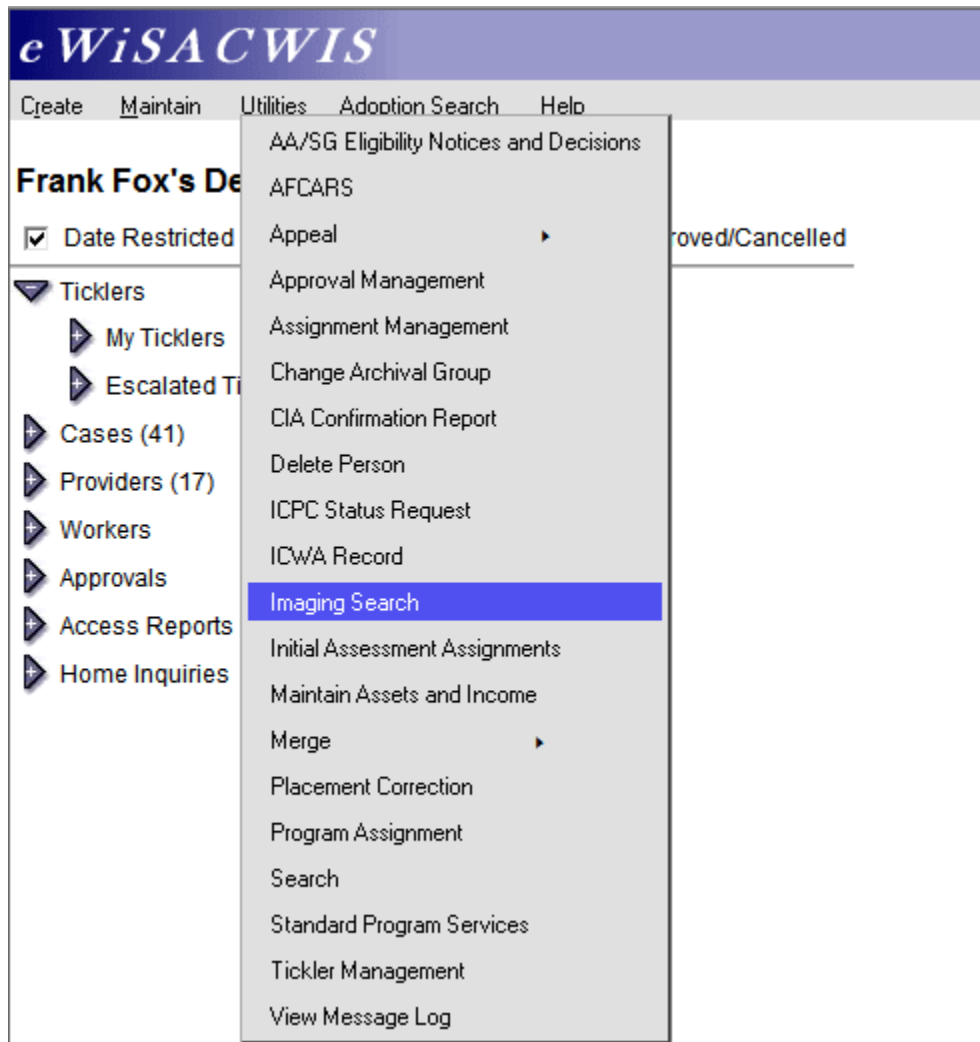 eWiSACWIS
Create Maintain Utilities Adoption Search Help
Frank Fox's De
Date Restricted
roved/Cancelled
Ticklers
My Ticklers
Escalated Ti
Cases (41)
Providers (17)
Workers
Approvals
Access Reports
Home Inquiries
AA/SG Eligibility Notices and Decisions
AFCARS
Appeal
Approval Management
Assignment Management
Change Archival Group
CIA Confirmation Report
Delete Person
ICPC Status Request
ICWA Record
Imaging Search
Initial Assessment Assignments
Maintain Assets and Income
Merge
Placement Correction
Program Assignment
Search
Standard Program Services
Tickler Management
View Message Log